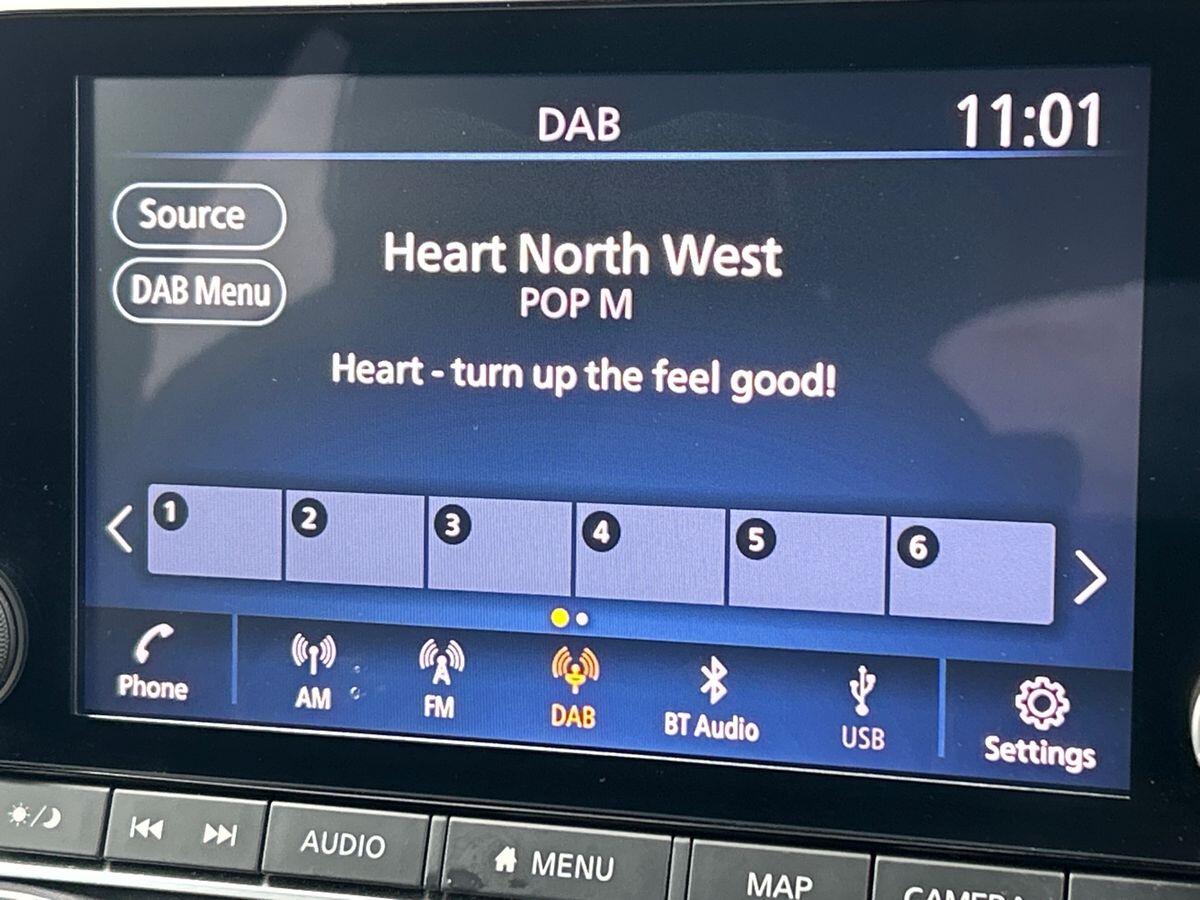 DAB
11:01
Source
DAB Menu
Heart North West
POP M
Heart - turn up the feel good!
1 2 3 4 5 6
Phone AM FM DAB BT Audio USB Settings
AUDIO MENU MAP CAMERA